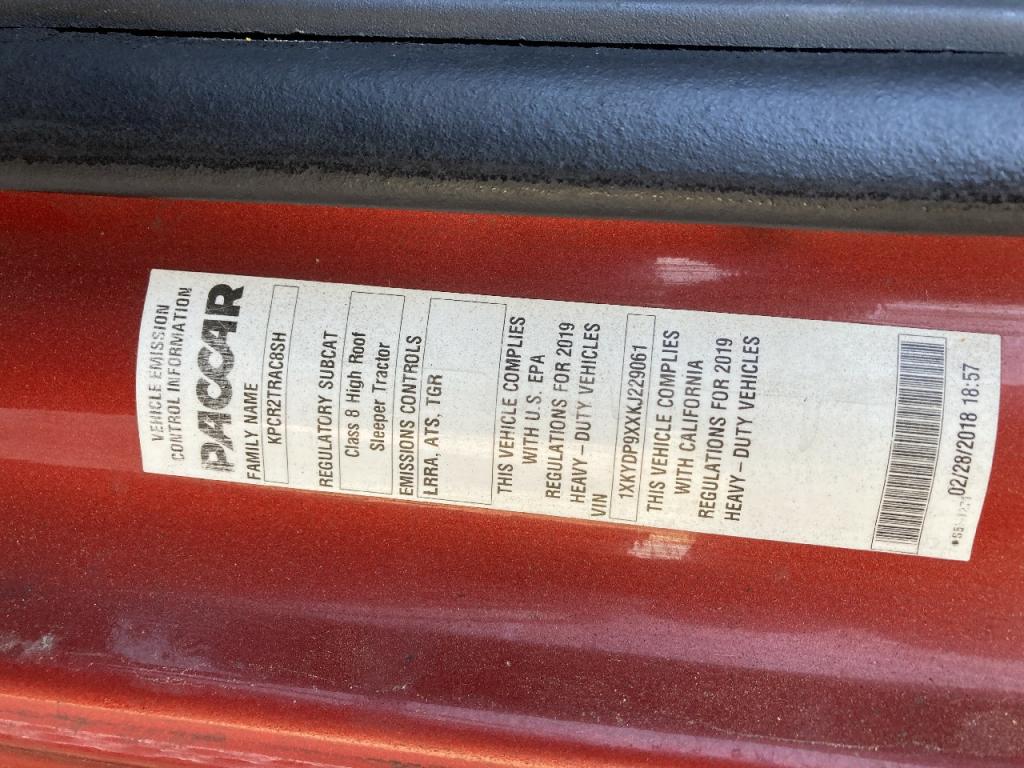 VEHICLE EMISSION
CONTROL INFORMATION
PACCAR
FAMILY NAME
KPCR2TRAC8SH
REGULATORY SUBCAT
Class 8 High Roof
Sleeper Tractor
EMISSIONS CONTROLS
LRRA, ATS, TGR
THIS VEHICLE COMPLIES
WITH U.S. EPA
REGULATIONS FOR 2019
HEAVY-DUTY VEHICLES
VIN
1XKYDP9XXKJ229061
THIS VEHICLE COMPLIES
WITH CALIFORNIA
REGULATIONS FOR 2019
HEAVY-DUTY VEHICLES
02/28/2018 18:57